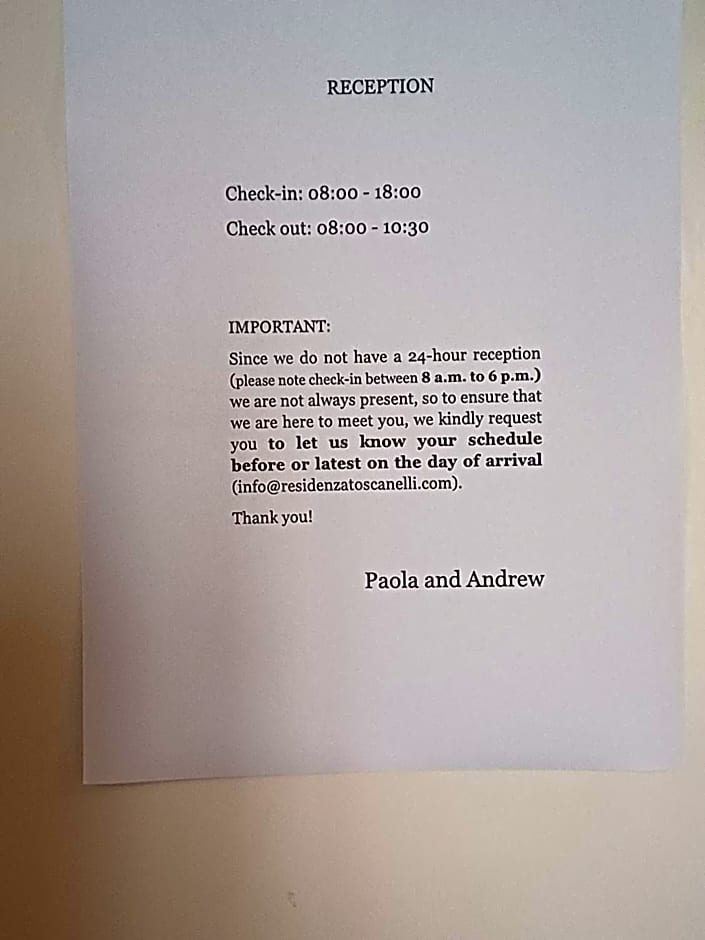 RECEPTION
Check-in: 08:00 - 18:00
Check out: 08:00 - 10:30
IMPORTANT:
Since we do not have a 24-hour reception
(please note check-in between 8 a.m. to 6 p.m.)
we are not always present, so to ensure that
we are here to meet you, we kindly request
you to let us know your schedule
before or latest on the day of arrival
(info@residenzatoscanelli.com).
Thank you!
Paola and Andrew